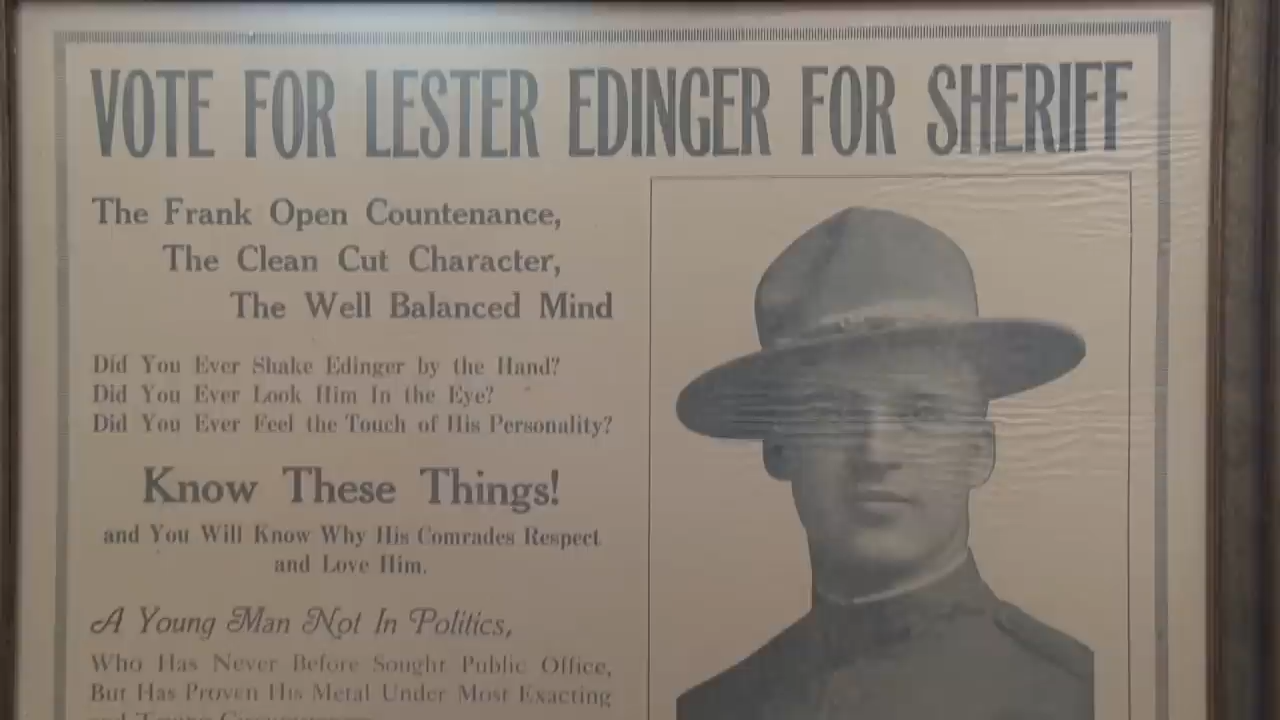 VOTE FOR LESTER EDINGER FOR SHERIFF
The Frank Open Countenance,
The Clean Cut Character,
The Well Balanced Mind
Did You Ever Shake Edinger by the Hand?
Did You Ever Look Him In the Eye?
Did You Ever Feel the Touch of His Personality?
Know These Things!
and You Will Know Why His Comrades Respect
and Love Him.
A Young Man Not In Politics,
Who Has Never Before Sought Public Office,
But Has Proven His Metal Under Most Exacting